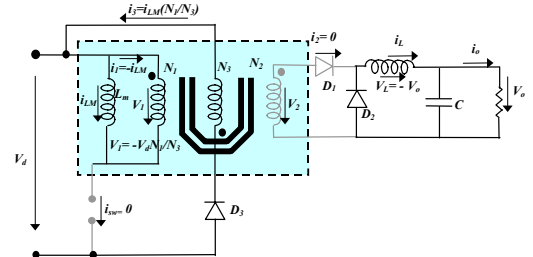 i3=iLM(N1/N3)
i1=-iLM
N1
N3
N2
i2=0
iL
io
iLM
Lm
V1
V2
D1
VL= - Vo
D2
C
Vo
V1= -VdN1/N3
Vd
isw= 0
D3